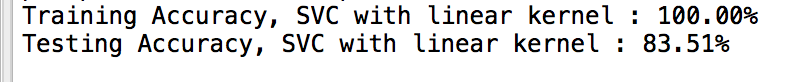 Training Accuracy, SVC with linear kernel : 100.00%
Testing Accuracy, SVC with linear kernel : 83.51%